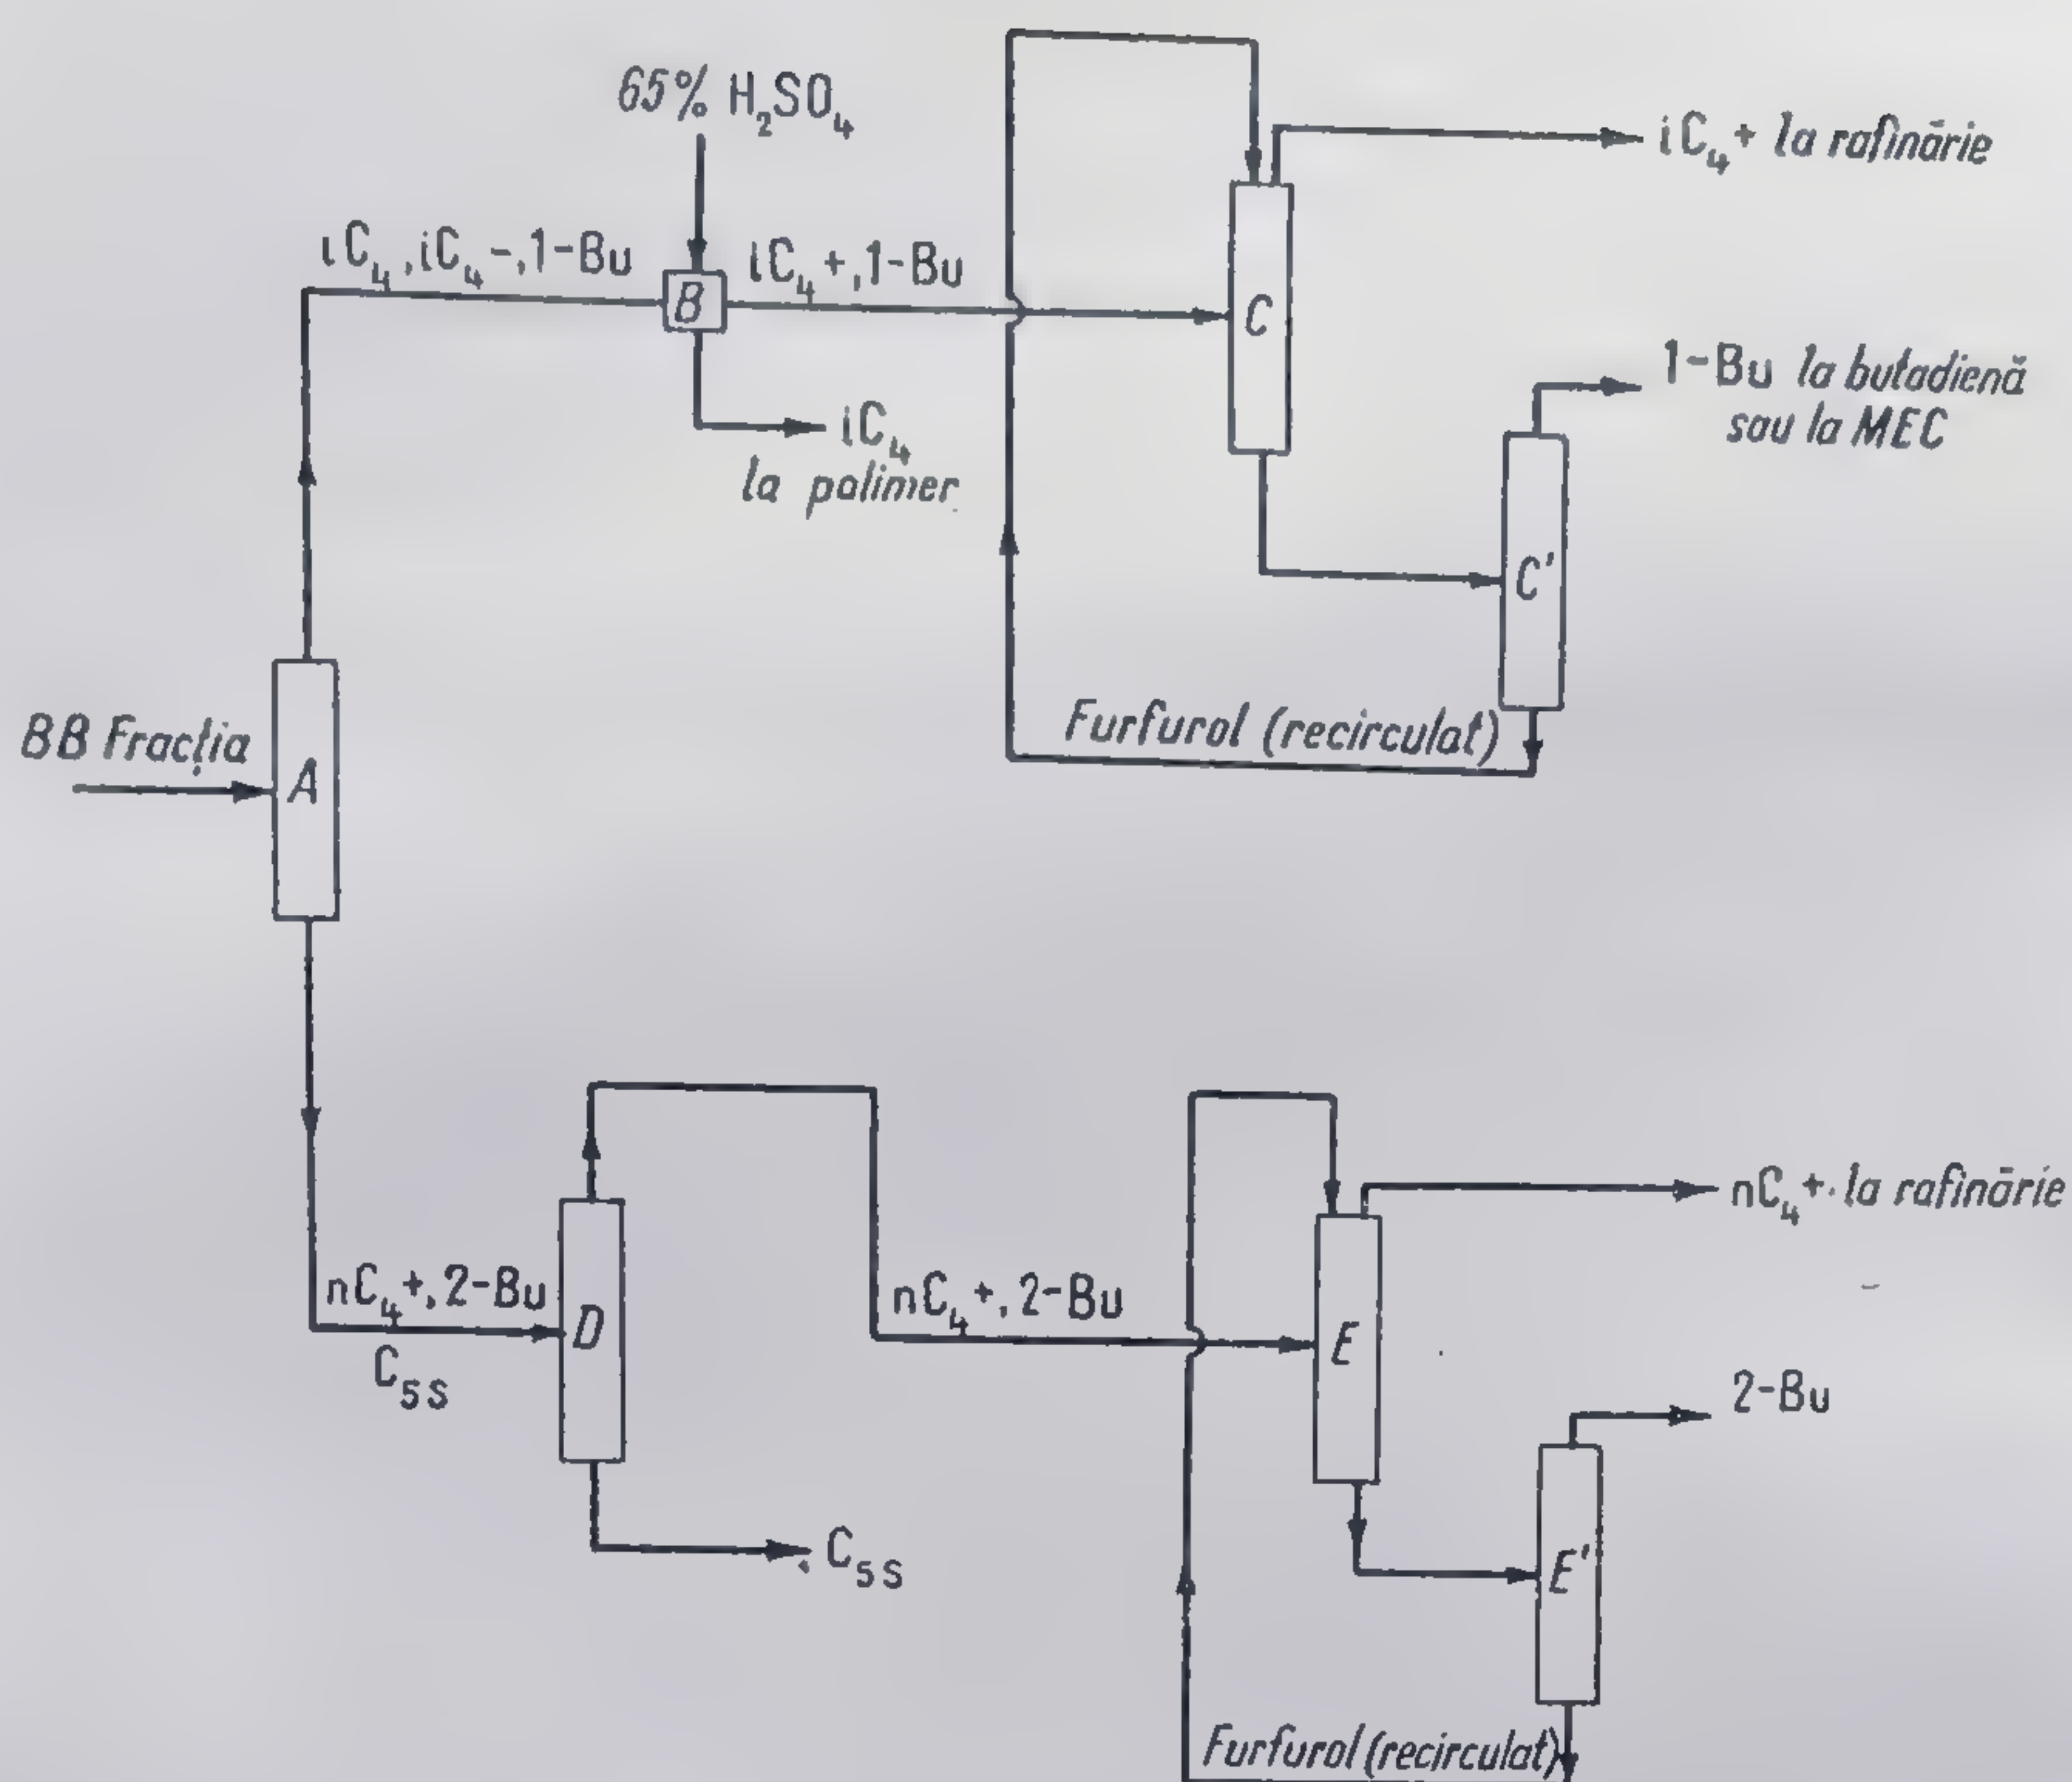 65% H₂SO₄
iC₄+ la rafinărie
ιC₄,iC₄-,1-Bu
B
iC₄+,1-Bu
C
1-Bu la butadienă
sau la MEC
iC₄
la polimer
C'
Furfurol (recirculat)
BB Fracția
A
nC₄+ la rafinărie
nC₄+,2-Bu
D
nC₄+,2-Bu
E
C₅s
2-Bu
C₅s
E'
Furfurol (recirculat)